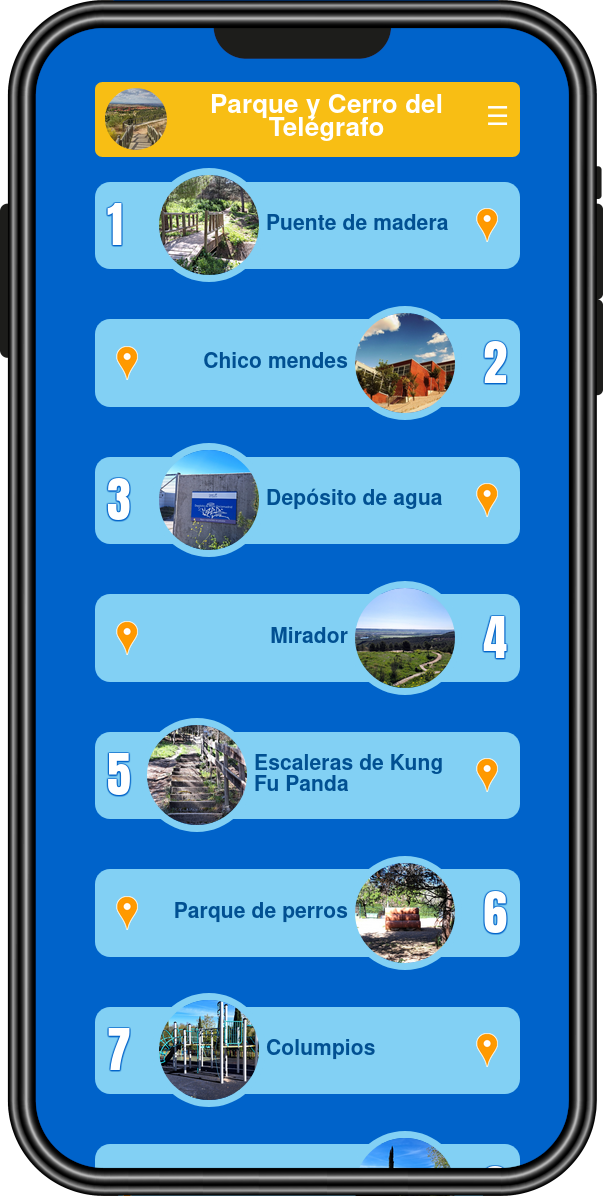 Parque y Cerro del
Telégrafo
1
Puente de madera
Chico mendes
2
3
Depósito de agua
Mirador
4
5
Escaleras de Kung
Fu Panda
Parque de perros
6
7
Columpios